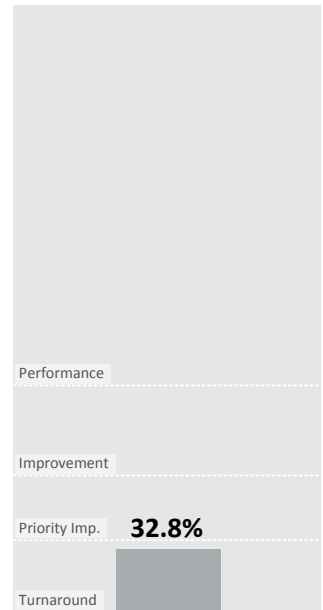 Performance
Improvement
Priority Imp. 32.8%
Turnaround